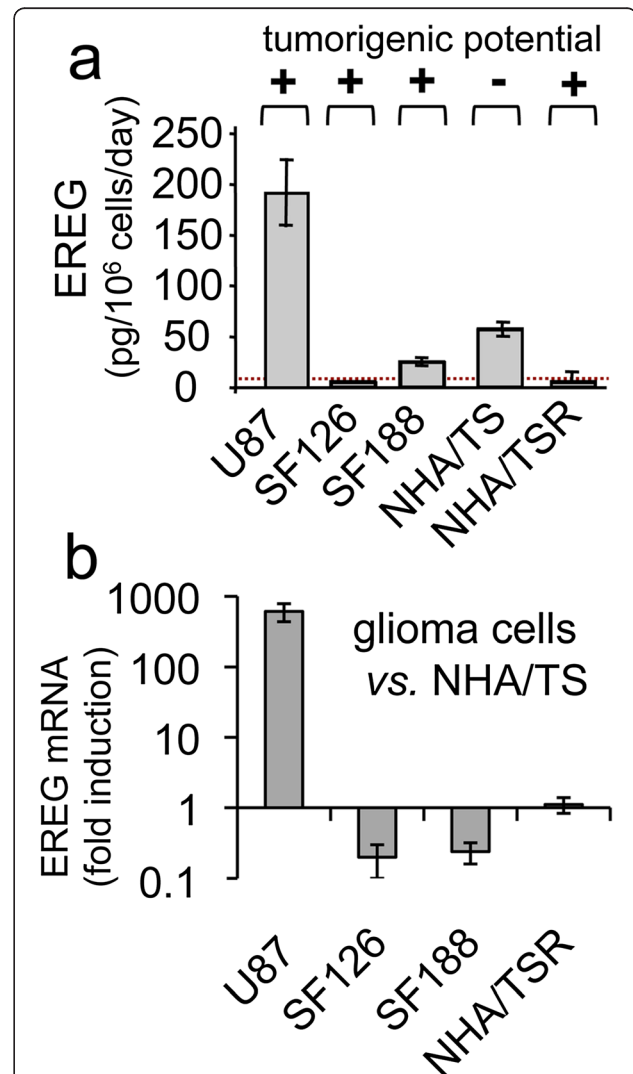 a
tumorigenic potential
+ + + - +
EREG
(pg/10⁶ cells/day)
250
200
150
100
50
0
U87
SF126
SF188
NHA/TS
NHA/TSR
b
EREG mRNA
(fold induction)
1000
100
10
1
0.1
glioma cells
vs. NHA/TS
U87
SF126
SF188
NHA/TSR